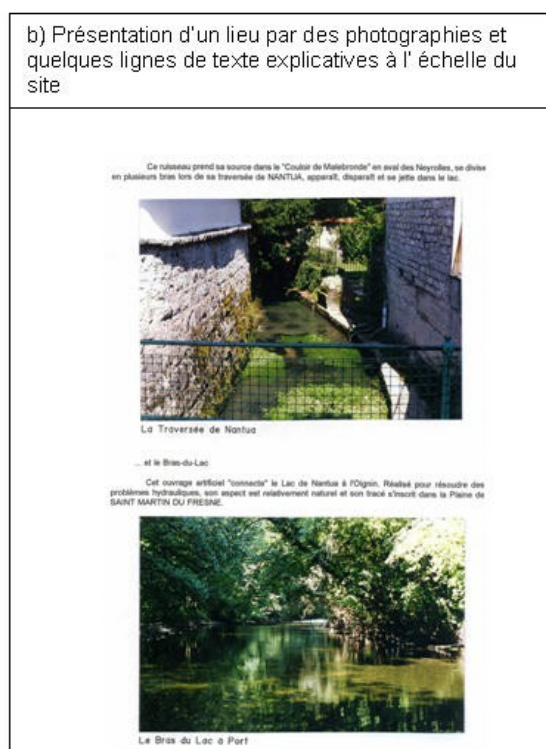 b) Présentation d'un lieu par des photographies et
quelques lignes de texte explicatives à l' échelle du
site
Ce ruisseau prend sa source dans le "Couloir de Malebronde" en aval des Neyrolles, se divise
en plusieurs bras lors de sa traversée de NANTUA, apparaît, disparaît et se jette dans le lac.
La Traversée de Nantua
... et le Bras-du-Lac
Cet ouvrage artificiel "connecte" le Lac de Nantua à l'Oignin. Réalisé pour résoudre des
problèmes hydrauliques, son aspect est relativement naturel et son tracé s'inscrit dans la Plaine de
SAINT MARTIN DU FRESNE.
Le Bras du Lac à Port